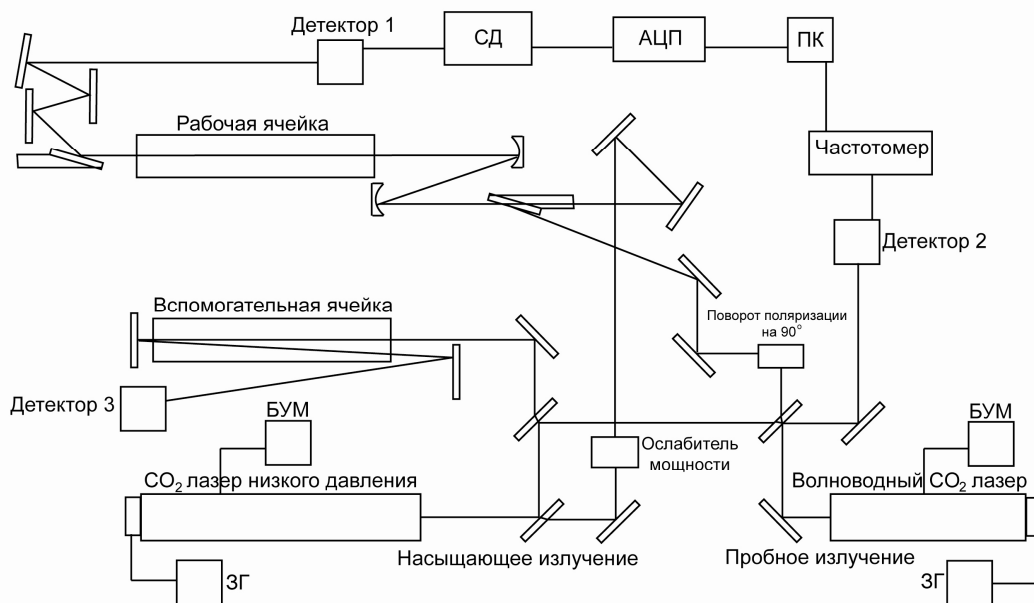 Детектор 1
СД
АЦП
ПК
Рабочая ячейка
Частотомер
Детектор 2
Вспомогательная ячейка
Поворот поляризации
на 90°
Детектор 3
БУМ
Ослабитель
мощности
БУМ
CO₂ лазер низкого давления
Волноводный CO₂ лазер
Насыщающее излучение
Пробное излучение
ЗГ
ЗГ